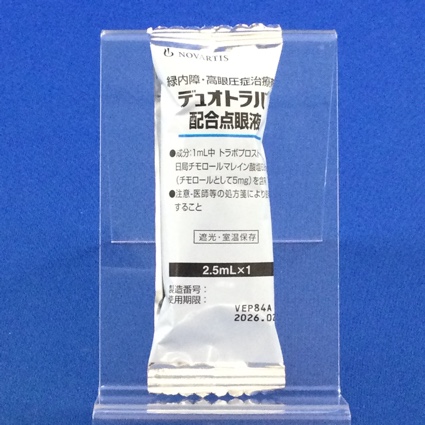 NOVARTIS
緑内障・高眼圧症治療
デュオトラバ
配合点眼液
●成分:1mL中 トラボプロスト
日局チモロールマレイン酸塩
(チモロールとして5mg)を含
●注意-医師等の処方箋により
すること
遮光・室温保存
2.5mL×1
製造番号:
使用期限:
VEP84A
2026.0